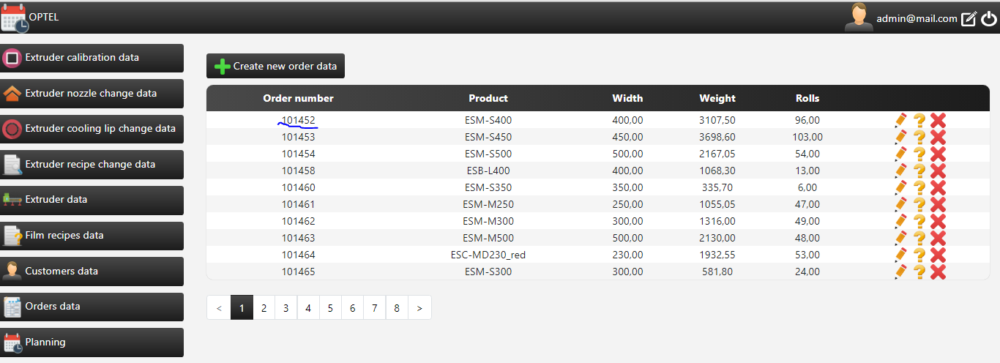 OPTEL
admin@mail.com
Extruder calibration data
Extruder nozzle change data
Extruder cooling lip change data
Extruder recipe change data
Extruder data
Film recipes data
Customers data
Orders data
Planning
Create new order data
Order number Product Width Weight Rolls
101452 ESM-S400 400,00 3107,50 96,00
101453 ESM-S450 450,00 3698,60 103,00
101454 ESM-S500 500,00 2167,05 54,00
101458 ESB-L400 400,00 1068,30 13,00
101460 ESM-S350 350,00 335,70 6,00
101461 ESM-M250 250,00 1055,05 47,00
101462 ESM-M300 300,00 1316,00 49,00
101463 ESM-M500 500,00 2130,00 48,00
101464 ESC-MD230_red 230,00 1932,55 53,00
101465 ESM-S300 300,00 581,80 24,00
< 1 2 3 4 5 6 7 8 >